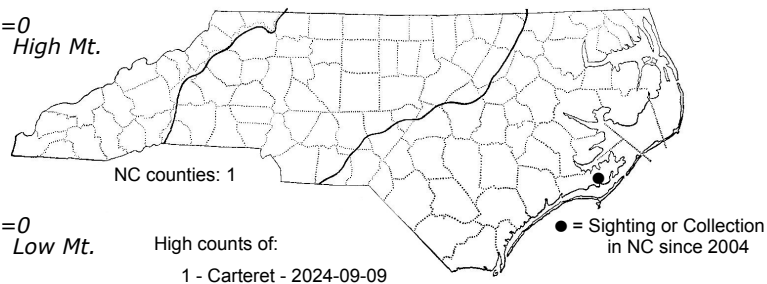 =0
High Mt.
NC counties: 1
=0
Low Mt.
High counts of:
1 - Carteret - 2024-09-09
● = Sighting or Collection
in NC since 2004